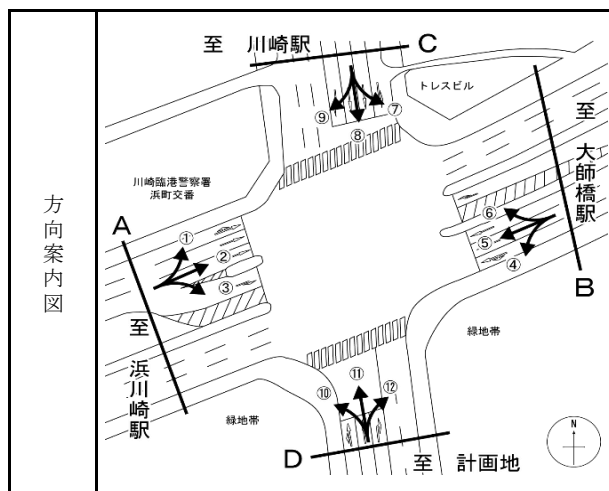 方向案内図
至 川崎駅
C
トレスビル
⑨
⑦
⑧
至 大師橋駅
川崎臨港警察署
浜町交番
A
①
②
③
⑥
⑤
④
B
至 浜川崎駅
緑地帯
緑地帯
⑩
⑪
⑫
D
至 計画地
N